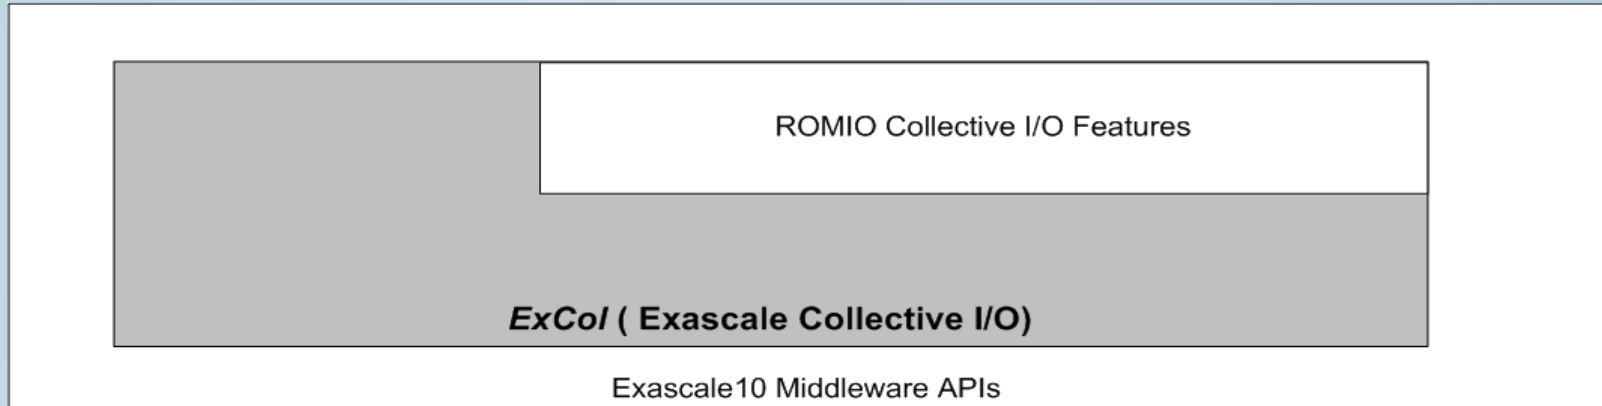 ROMIO Collective I/O Features
ExCol ( Exascale Collective I/O)
Exascale10 Middleware APIs